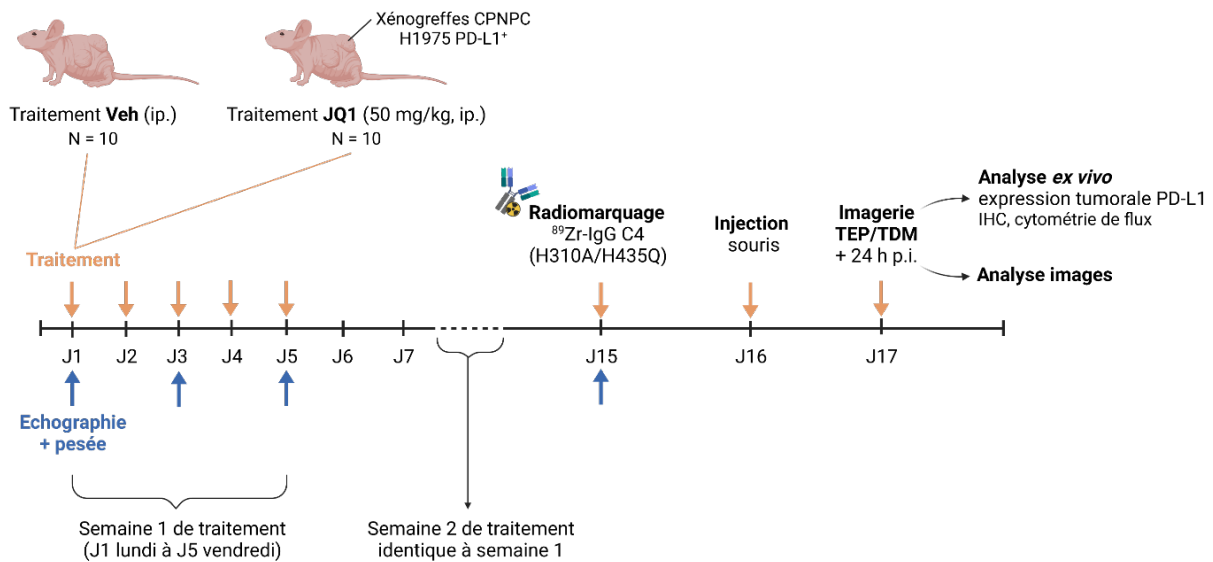 Xénogreffes CPNPC
H1975 PD-L1⁺
Traitement Veh (ip.)
N = 10
Traitement JQ1 (50 mg/kg, ip.)
N = 10
Traitement
Radiomarquage
⁸⁹Zr-IgG C4
(H310A/H435Q)
Injection
souris
Imagerie
TEP/TDM
+ 24 h p.i.
Analyse ex vivo
expression tumorale PD-L1
IHC, cytométrie de flux
Analyse images
J1 J2 J3 J4 J5 J6 J7 J15 J16 J17
Echographie
+ pesée
Semaine 1 de traitement
(J1 lundi à J5 vendredi)
Semaine 2 de traitement
identique à semaine 1